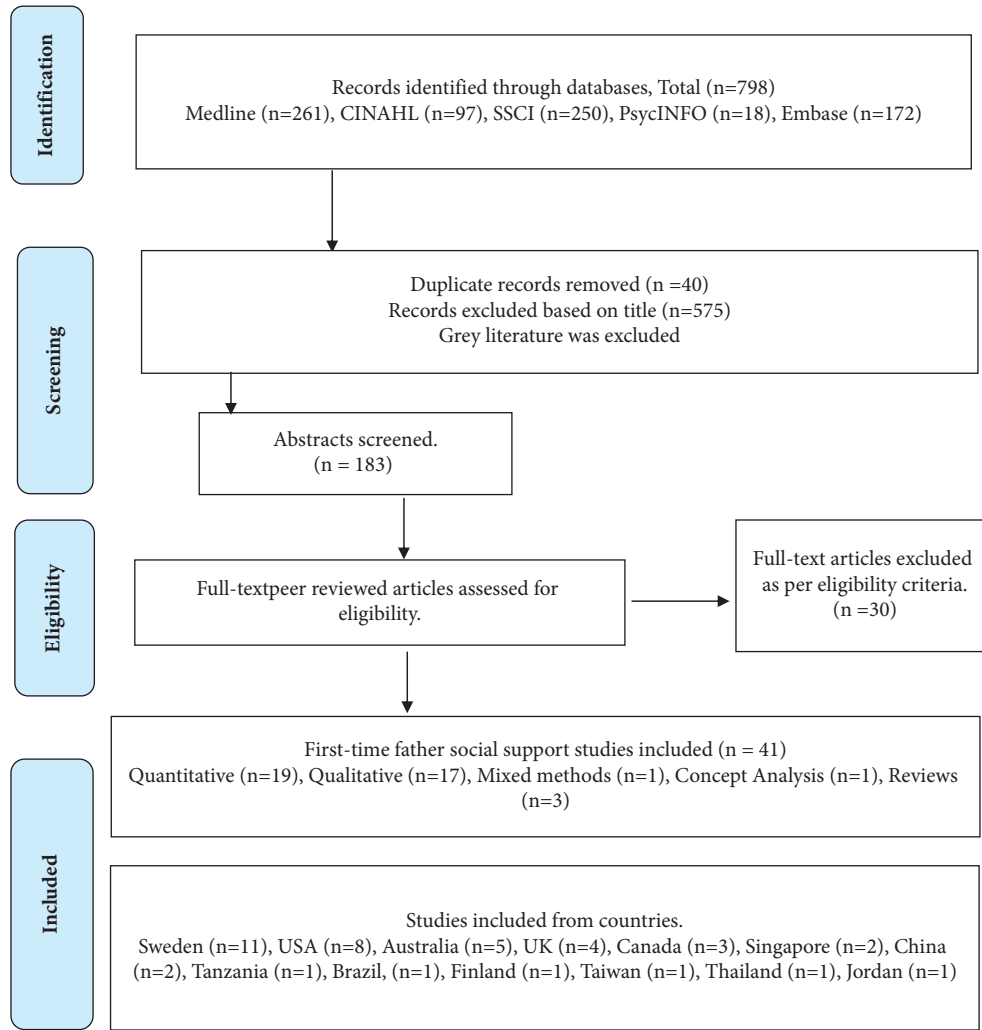 Identification
Records identified through databases, Total (n=798)
Medline (n=261), CINAHL (n=97), SSCI (n=250), PsycINFO (n=18), Embase (n=172)
Screening
Duplicate records removed (n =40)
Records excluded based on title (n=575)
Grey literature was excluded
Abstracts screened.
(n = 183)
Eligibility
Full-textpeer reviewed articles assessed for
eligibility.
Full-text articles excluded
as per eligibility criteria.
(n =30)
Included
First-time father social support studies included (n = 41)
Quantitative (n=19), Qualitative (n=17), Mixed methods (n=1), Concept Analysis (n=1), Reviews
(n=3)
Studies included from countries.
Sweden (n=11), USA (n=8), Australia (n=5), UK (n=4), Canada (n=3), Singapore (n=2), China
(n=2), Tanzania (n=1), Brazil, (n=1), Finland (n=1), Taiwan (n=1), Thailand (n=1), Jordan (n=1)